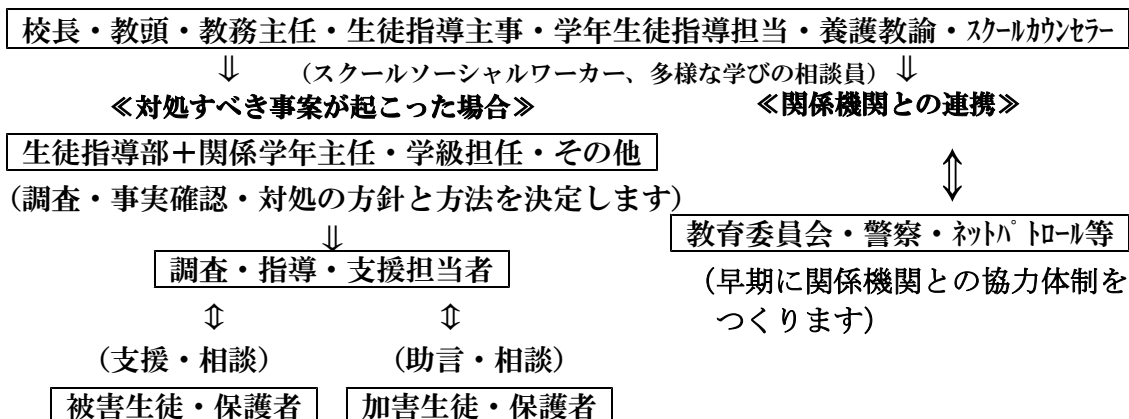 校長・教頭・教務主任・生徒指導主事・学年生徒指導担当・養護教諭・ｽｸｰﾙｶｳﾝｾﾗｰ
⇓ （スクールソーシャルワーカー、多様な学びの相談員）⇓
≪対処すべき事案が起こった場合≫ ≪関係機関との連携≫
生徒指導部＋関係学年主任・学級担任・その他
（調査・事実確認・対処の方針と方法を決定します） ⇕
⇓ 教育委員会・警察・ﾈｯﾄﾊﾟﾄﾛｰﾙ等
調査・指導・支援担当者 （早期に関係機関との協力体制を
⇕ ⇕ つくります）
（支援・相談） （助言・相談）
被害生徒・保護者 加害生徒・保護者